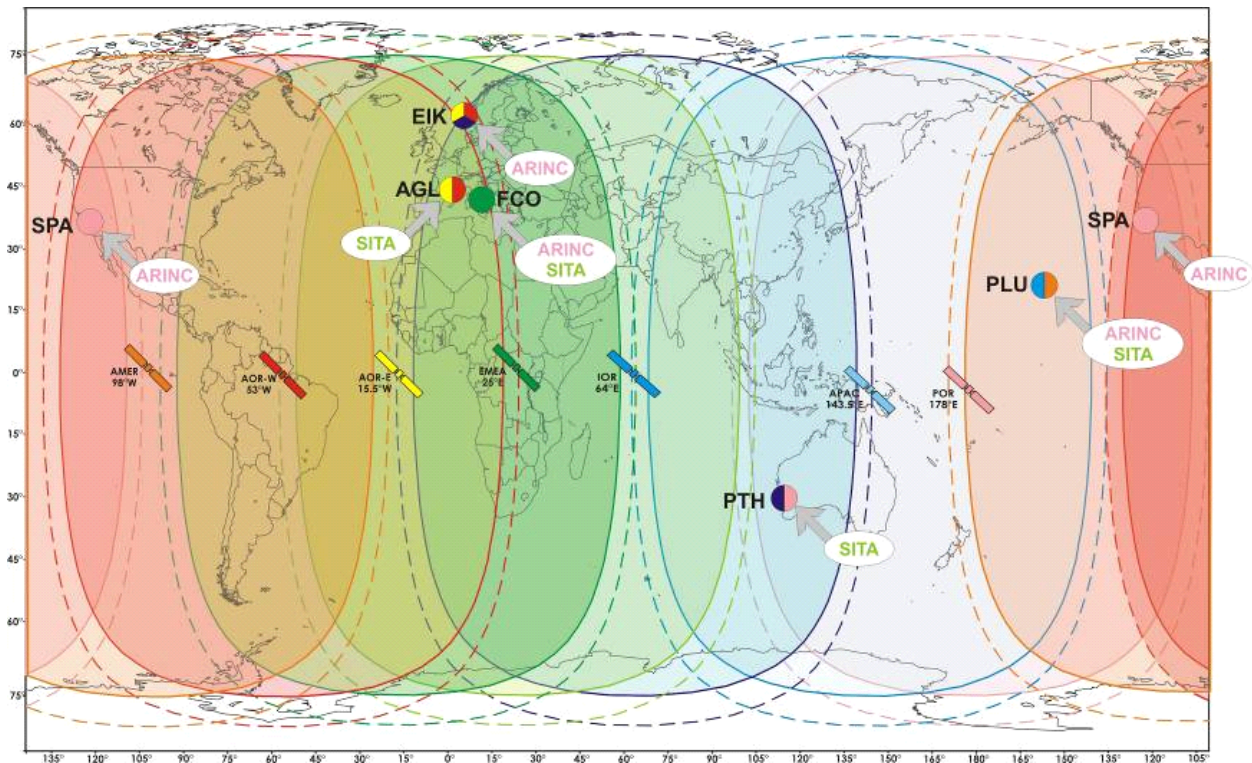 75°
60°
45°
30°
15°
0°
15°
30°
45°
60°
75°
EIK
ARINC
AGL
FCO
SITA
ARINC
SITA
SPA
ARINC
SPA
ARINC
PLU
ARINC
SITA
AMER
98°W
AOR-W
53°W
AOR-E
15.5°W
EMEA
25°E
IOR
64°E
APAC
143.5°E
POR
178°E
PTH
SITA
135° 120° 105° 90° 75° 60° 45° 30° 15° 0° 15° 30° 45° 60° 75° 90° 105° 120° 135° 150° 165° 180° 165° 150° 135° 120° 105°